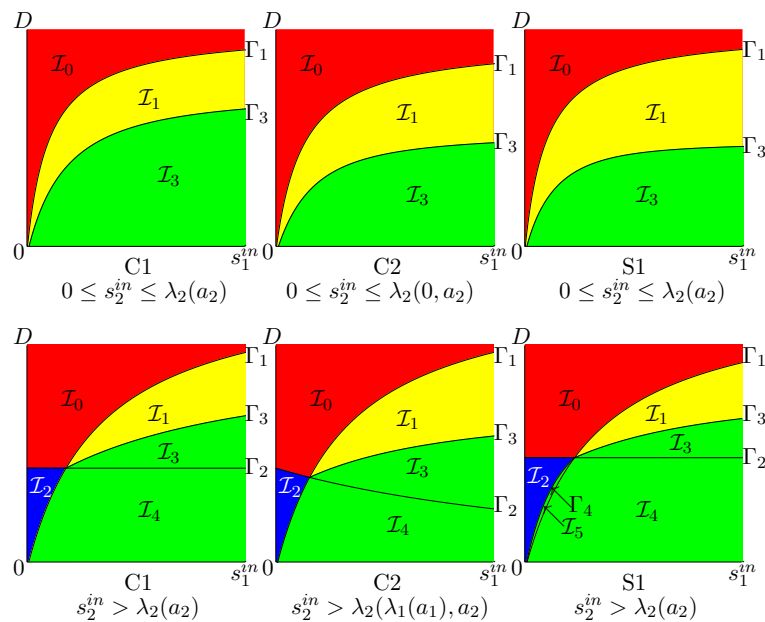 D D D
Γ₁ Γ₁ Γ₁
ℐ₀ ℐ₀ ℐ₀
ℐ₁ ℐ₁ ℐ₁
Γ₃ Γ₃ Γ₃
ℐ₃ ℐ₃ ℐ₃
0 s₁ⁱⁿ 0 s₁ⁱⁿ 0 s₁ⁱⁿ
C1 C2 S1
0 ≤ s₂ⁱⁿ ≤ λ₂(a₂) 0 ≤ s₂ⁱⁿ ≤ λ₂(0, a₂) 0 ≤ s₂ⁱⁿ ≤ λ₂(a₂)
D D D
Γ₁ Γ₁ Γ₁
ℐ₀ ℐ₀ ℐ₀
ℐ₁ ℐ₁ ℐ₁
Γ₃ Γ₃ Γ₃
ℐ₃ ℐ₃ ℐ₃
Γ₂ Γ₂ Γ₂
ℐ₂ ℐ₂ ℐ₂
ℐ₄ ℐ₄ Γ₄ ℐ₄
ℐ₅
0 s₁ⁱⁿ 0 s₁ⁱⁿ 0 s₁ⁱⁿ
C1 C2 S1
s₂ⁱⁿ > λ₂(a₂) s₂ⁱⁿ > λ₂(λ₁(a₁), a₂) s₂ⁱⁿ > λ₂(a₂)